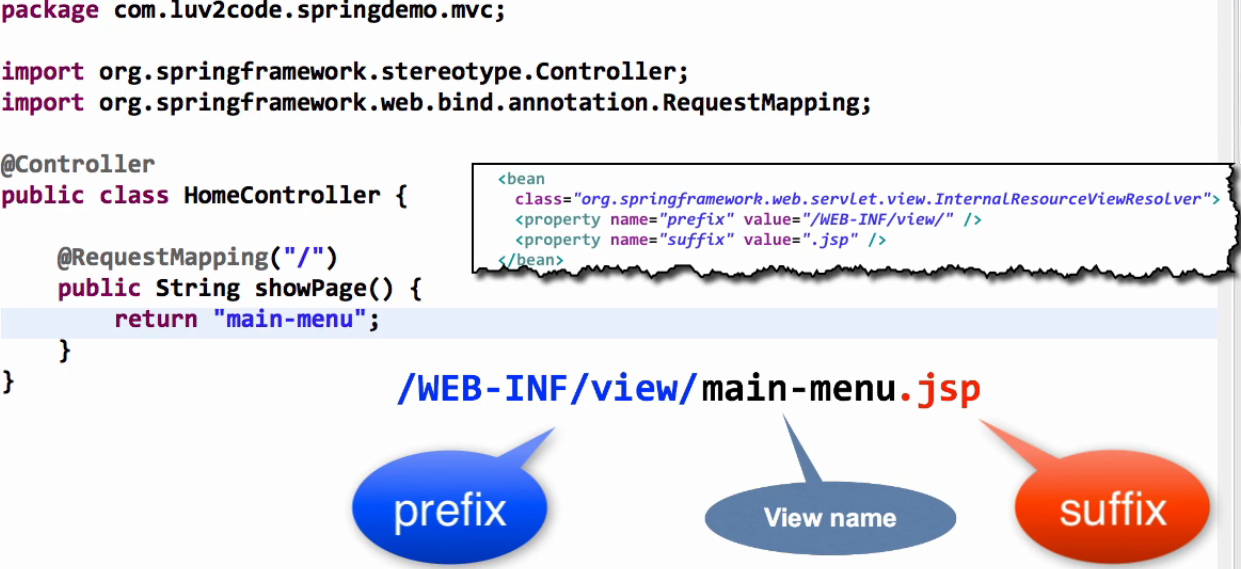 package com.luv2code.springdemo.mvc;
import org.springframework.stereotype.Controller;
import org.springframework.web.bind.annotation.RequestMapping;
@Controller
public class HomeController {
@RequestMapping("/")
public String showPage() {
return "main-menu";
}
}
<bean
class="org.springframework.web.servlet.view.InternalResourceViewResolver">
<property name="prefix" value="/WEB-INF/view/" />
<property name="suffix" value=".jsp" />
</bean>
/WEB-INF/view/main-menu.jsp
prefix
View name
suffix